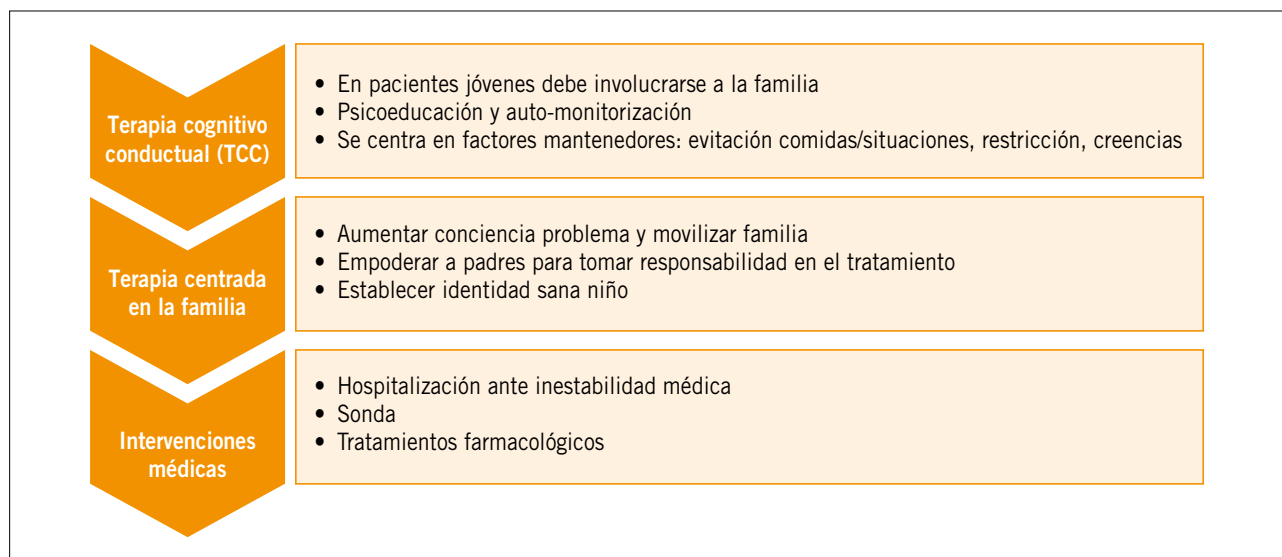 Terapia cognitivo
conductual (TCC)
• En pacientes jóvenes debe involucrarse a la familia
• Psicoeducación y auto-monitorización
• Se centra en factores mantenedores: evitación comidas/situaciones, restricción, creencias
Terapia centrada
en la familia
• Aumentar conciencia problema y movilizar familia
• Empoderar a padres para tomar responsabilidad en el tratamiento
• Establecer identidad sana niño
Intervenciones
médicas
• Hospitalización ante inestabilidad médica
• Sonda
• Tratamientos farmacológicos